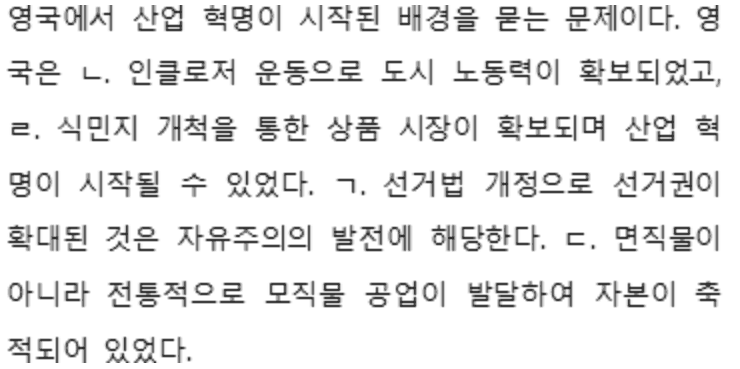 영국에서 산업 혁명이 시작된 배경을 묻는 문제이다. 영
국은 ㄴ. 인클로저 운동으로 도시 노동력이 확보되었고,
ㄹ. 식민지 개척을 통한 상품 시장이 확보되며 산업 혁
명이 시작될 수 있었다. ㄱ. 선거법 개정으로 선거권이
확대된 것은 자유주의의 발전에 해당한다. ㄷ. 면직물이
아니라 전통적으로 모직물 공업이 발달하여 자본이 축
적되어 있었다.